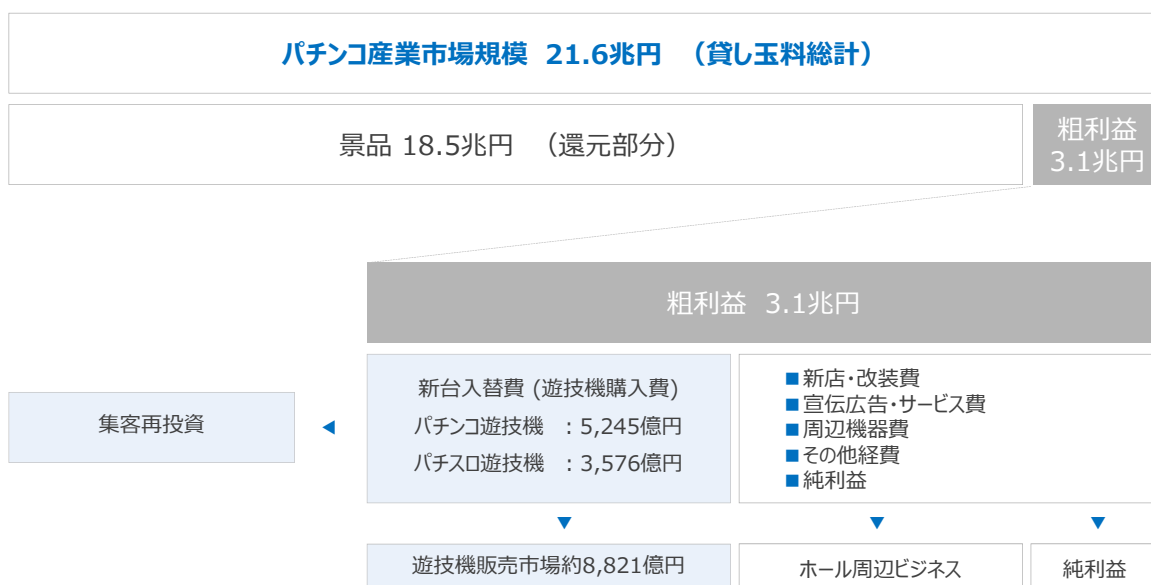 パチンコ産業市場規模 21.6兆円 （貸し玉料総計）
景品 18.5兆円 （還元部分）
粗利益
3.1兆円
粗利益 3.1兆円
新台入替費 (遊技機購入費)
パチンコ遊技機 ：5,245億円
パチスロ遊技機 ：3,576億円
■新店・改装費
■宣伝広告・サービス費
■周辺機器費
■その他経費
■純利益
集客再投資
遊技機販売市場約8,821億円
ホール周辺ビジネス
純利益